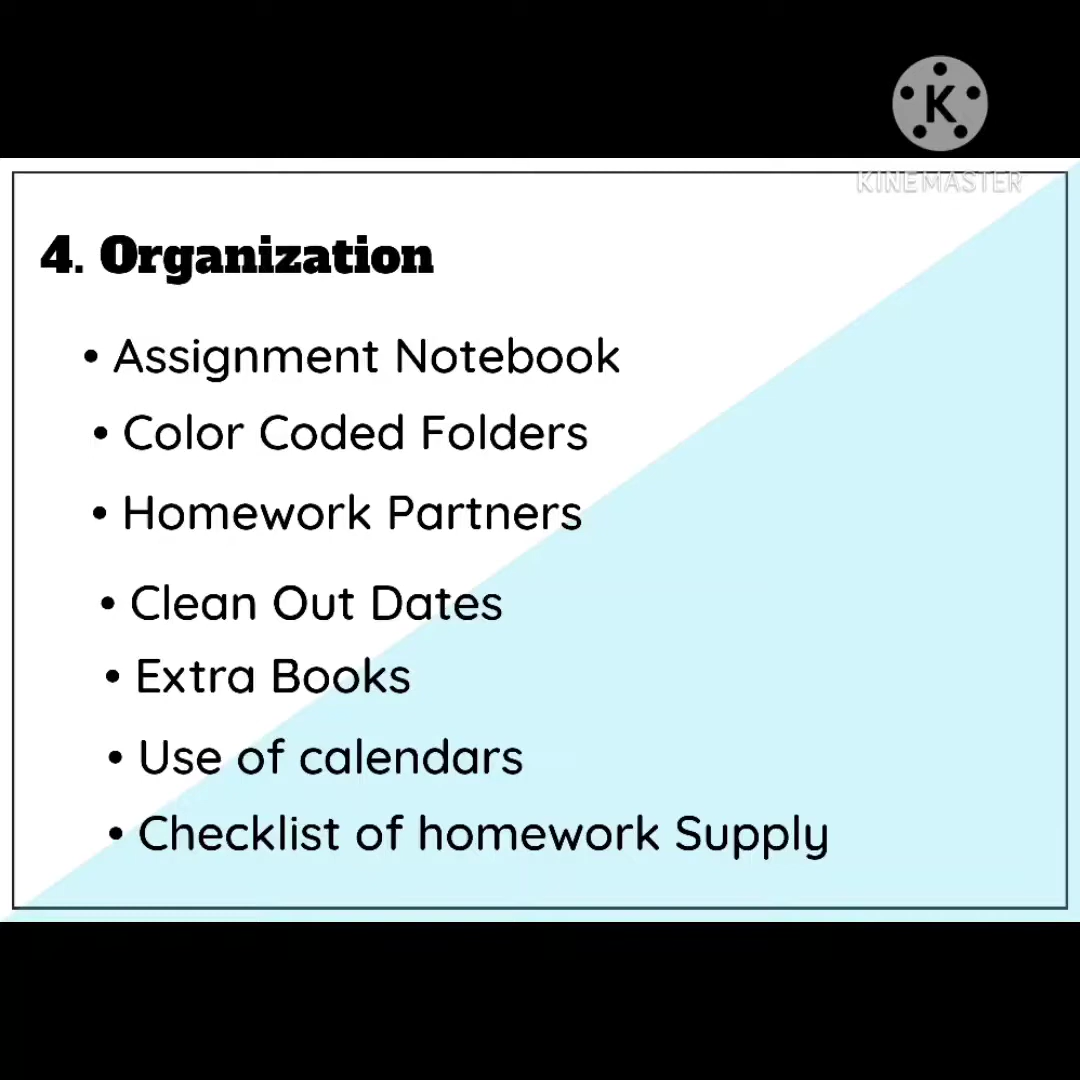 K
KINEMASTER
4. Organization
• Assignment Notebook
• Color Coded Folders
• Homework Partners
• Clean Out Dates
• Extra Books
• Use of calendars
• Checklist of homework Supply